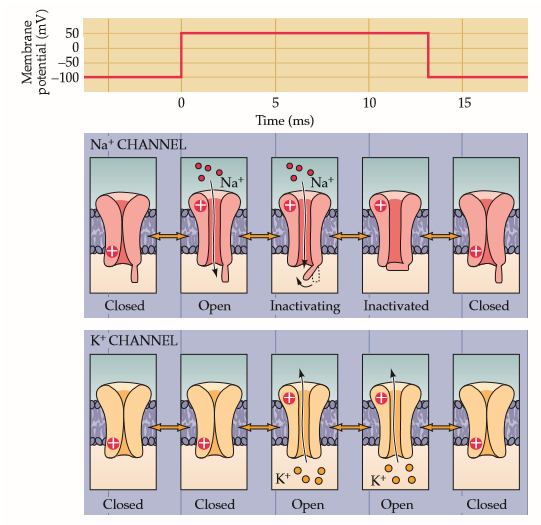 Membrane
potential (mV)
50
0
−50
−100
0 5 10 15
Time (ms)
Na⁺ CHANNEL
Na⁺ Na⁺
Closed Open Inactivating Inactivated Closed
K⁺ CHANNEL
K⁺ K⁺
Closed Closed Open Open Closed